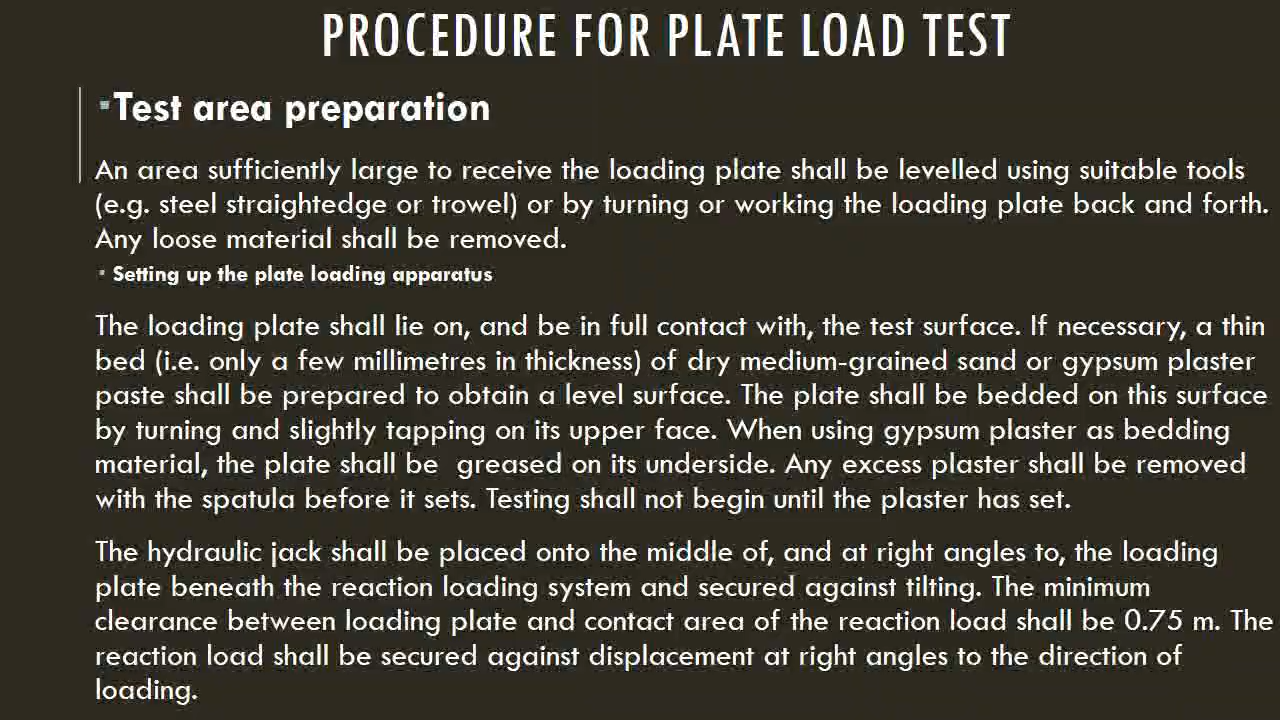 PROCEDURE FOR PLATE LOAD TEST
▪Test area preparation
An area sufficiently large to receive the loading plate shall be levelled using suitable tools
(e.g. steel straightedge or trowel) or by turning or working the loading plate back and forth.
Any loose material shall be removed.
▪ Setting up the plate loading apparatus
The loading plate shall lie on, and be in full contact with, the test surface. If necessary, a thin
bed (i.e. only a few millimetres in thickness) of dry medium-grained sand or gypsum plaster
paste shall be prepared to obtain a level surface. The plate shall be bedded on this surface
by turning and slightly tapping on its upper face. When using gypsum plaster as bedding
material, the plate shall be  greased on its underside. Any excess plaster shall be removed
with the spatula before it sets. Testing shall not begin until the plaster has set.
The hydraulic jack shall be placed onto the middle of, and at right angles to, the loading
plate beneath the reaction loading system and secured against tilting. The minimum
clearance between loading plate and contact area of the reaction load shall be 0.75 m. The
reaction load shall be secured against displacement at right angles to the direction of
loading.